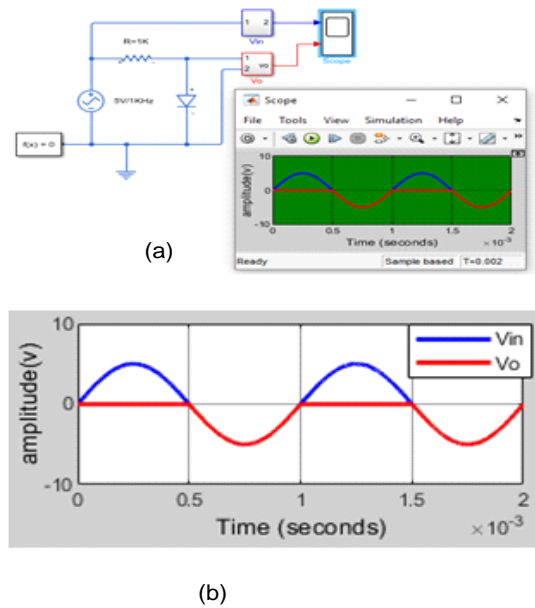 1 2
Vin
R=1K
1
2
vo
Vo
Scope
5V/1KHz
f(x) = 0
Scope
File Tools View Simulation Help
amplitude(v)
10
0
-10
0 0.5 1 1.5 2
Time (seconds) ×10-3
Ready Sample based T=0.002
(a)
amplitude(v)
10
0
-10
Vin
Vo
0 0.5 1 1.5 2
Time (seconds) ×10-3
(b)